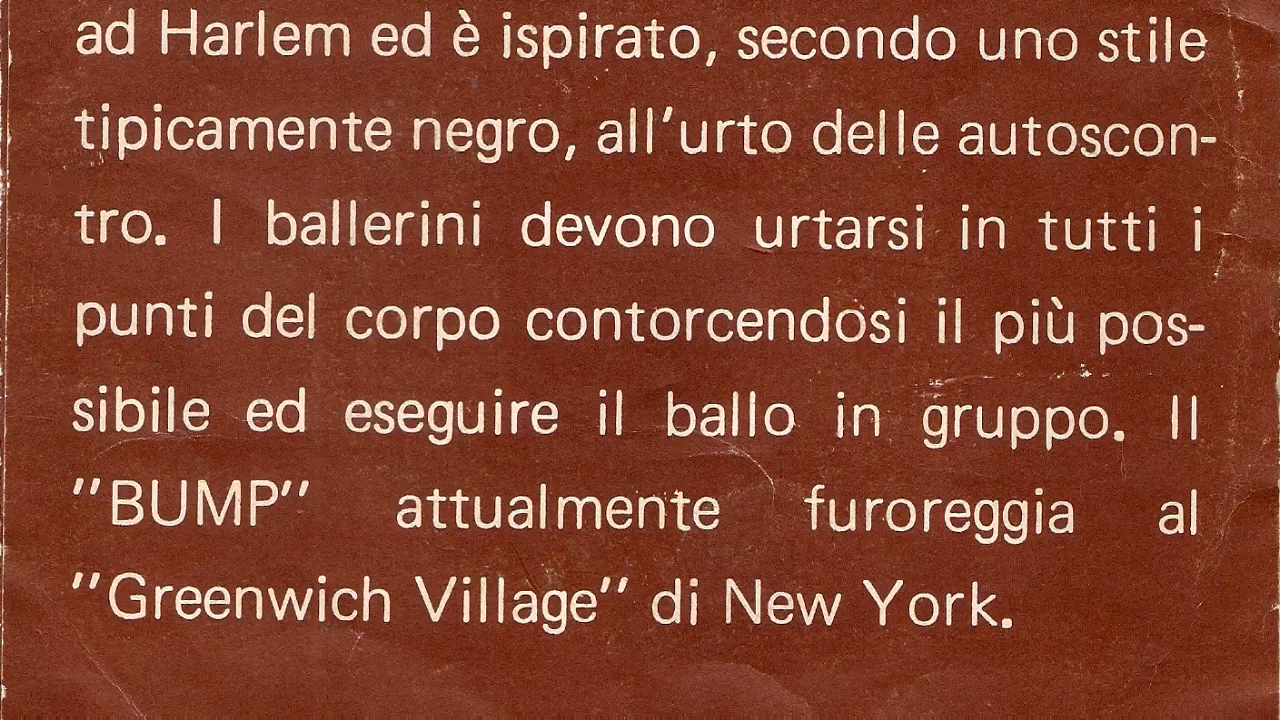 ad Harlem ed è ispirato, secondo uno stile
tipicamente negro, all'urto delle autoscon-
tro. I ballerini devono urtarsi in tutti i
punti del corpo contorcendosi il più pos-
sibile ed eseguire il ballo in gruppo. Il
"BUMP" attualmente furoreggia al
"Greenwich Village" di New York.